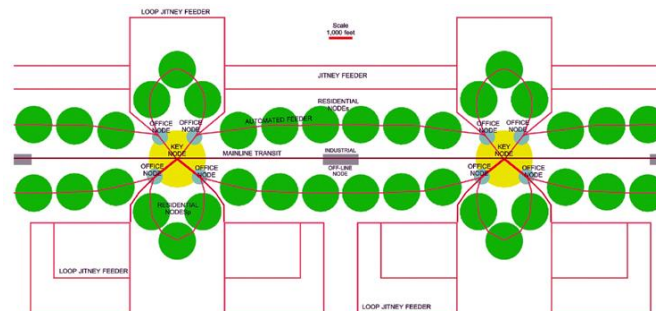 LOOP JITNEY FEEDER
Scale
1,000 feet
JITNEY FEEDER
RESIDENTIAL
NODEs
AUTOMATED FEEDER
OFFICE
NODE
OFFICE
NODE
OFFICE
NODE
OFFICE
NODE
KEY
NODE
KEY
NODE
MAINLINE TRANSIT
INDUSTRIAL
OFF-LINE
NODE
OFFICE
NODE
OFFICE
NODE
OFFICE
NODE
OFFICE
NODE
RESIDENTIAL
NODESp
LOOP JITNEY FEEDER
LOOP JITNEY FEEDER